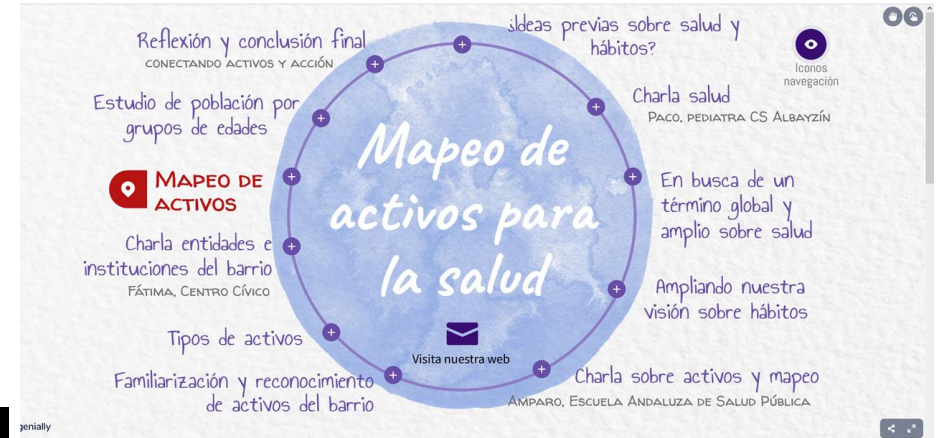 ¿Ideas previas sobre salud y
hábitos?
Iconos
navegación
Reflexión y conclusión final
CONECTANDO ACTIVOS Y ACCIÓN
Charla salud
PACO, PEDIATRA CS ALBAYZÍN
Estudio de población por
grupos de edades
Mapeo de
activos para
la salud
MAPEO DE
ACTIVOS
En busca de un
término global y
amplio sobre salud
Charla entidades e
instituciones del barrio
FÁTIMA, CENTRO CÍVICO
Ampliando nuestra
visión sobre hábitos
Tipos de activos
Visita nuestra web
Familiarización y reconocimiento
de activos del barrio
Charla sobre activos y mapeo
AMPARO, ESCUELA ANDALUZA DE SALUD PÚBLICA
genially